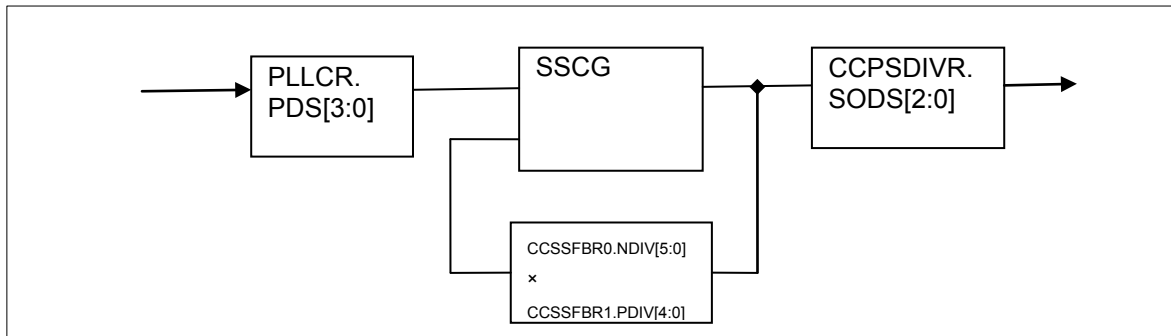 PLLCR.
PDS[3:0]
SSCG
CCPSDIVR.
SODS[2:0]
CCSSFBR0.NDIV[5:0]
×
CCSSFBR1.PDIV[4:0]